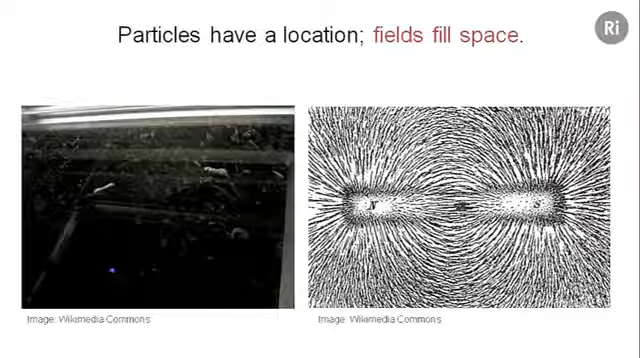 Particles have a location; fields fill space.
Ri
N
S
Image: Wikimedia Commons
Image: Wikimedia Commons